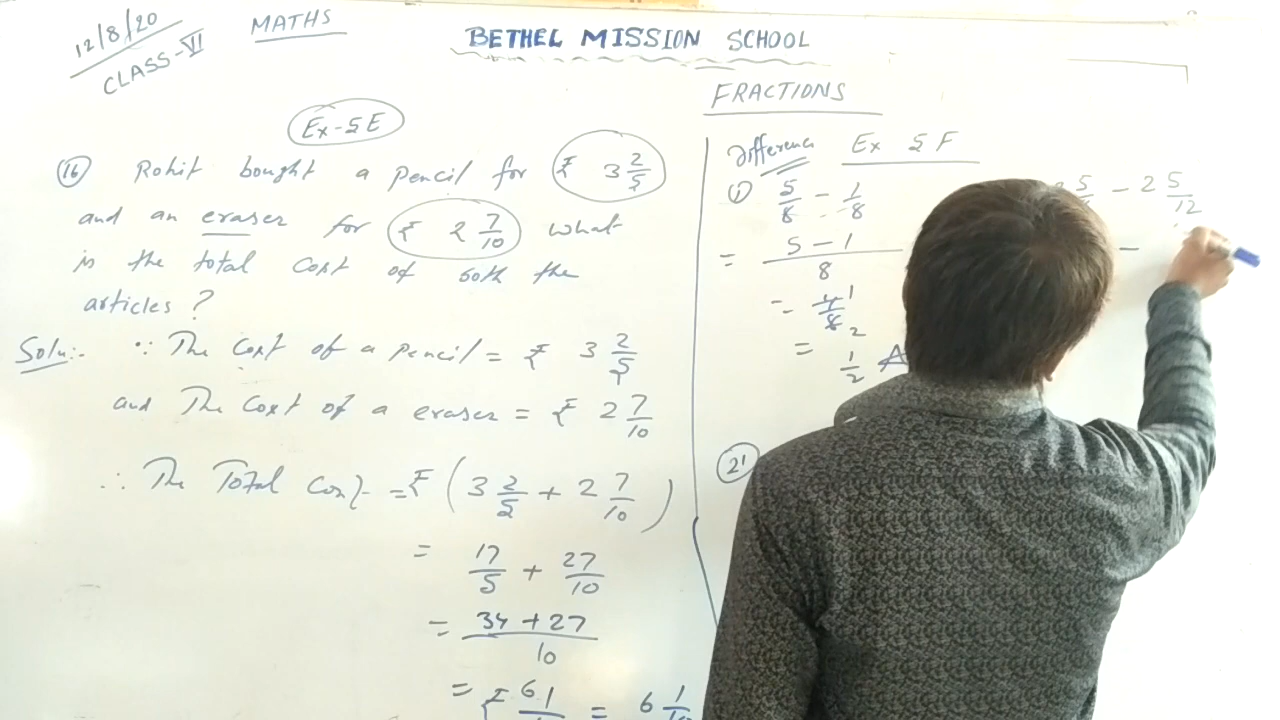 12/8/20
CLASS-VI
MATHS
BETHEL MISSION SCHOOL
Ex-5E
(16) Rohit bought a pencil for ₹ 3 2/5
and an eraser for ₹ 2 7/10 what
is the total cost of both the
articles?
Solu:- ∵ The Cost of a pencil = ₹ 3 2/5
and The Cost of a eraser = ₹ 2 7/10
∴ The Total Cost = ₹ (3 2/5 + 2 7/10)
= 17/5 + 27/10
= 34 + 27 / 10
= ₹ 61 = 6 1/10
FRACTIONS
Difference Ex 5F
(1) 5/8 - 1/8
= 5 - 1 / 8
= 4/8 1 2
= 1/2
5 - 2 5/12
-
(21)